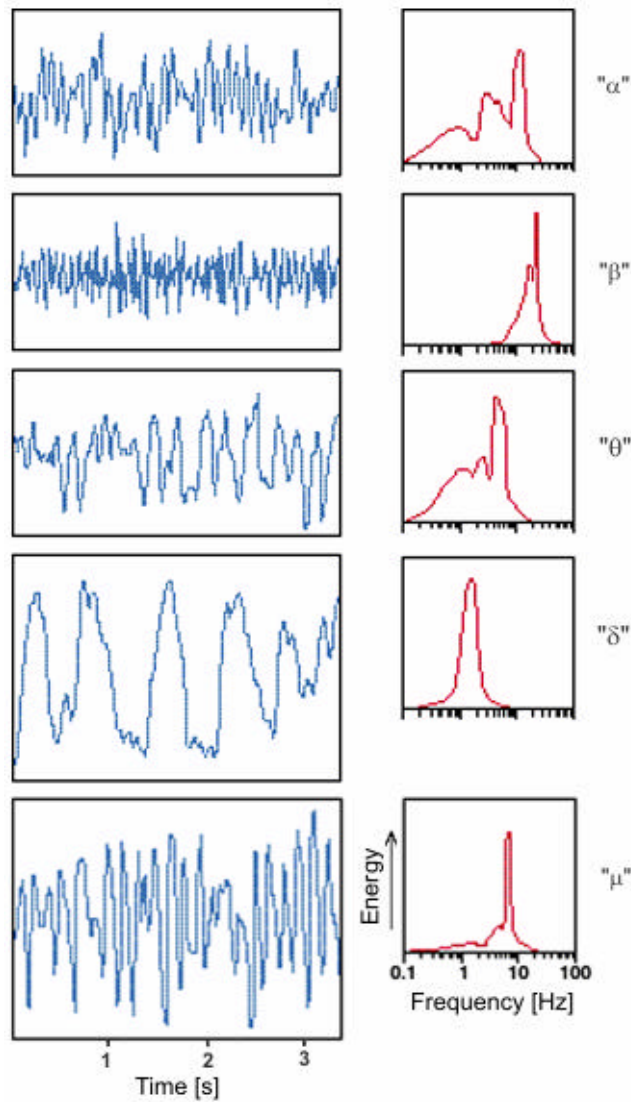 "α"
"β"
"θ"
"δ"
"μ"
Energy
0.1 1 10 100
Frequency [Hz]
1 2 3
Time [s]